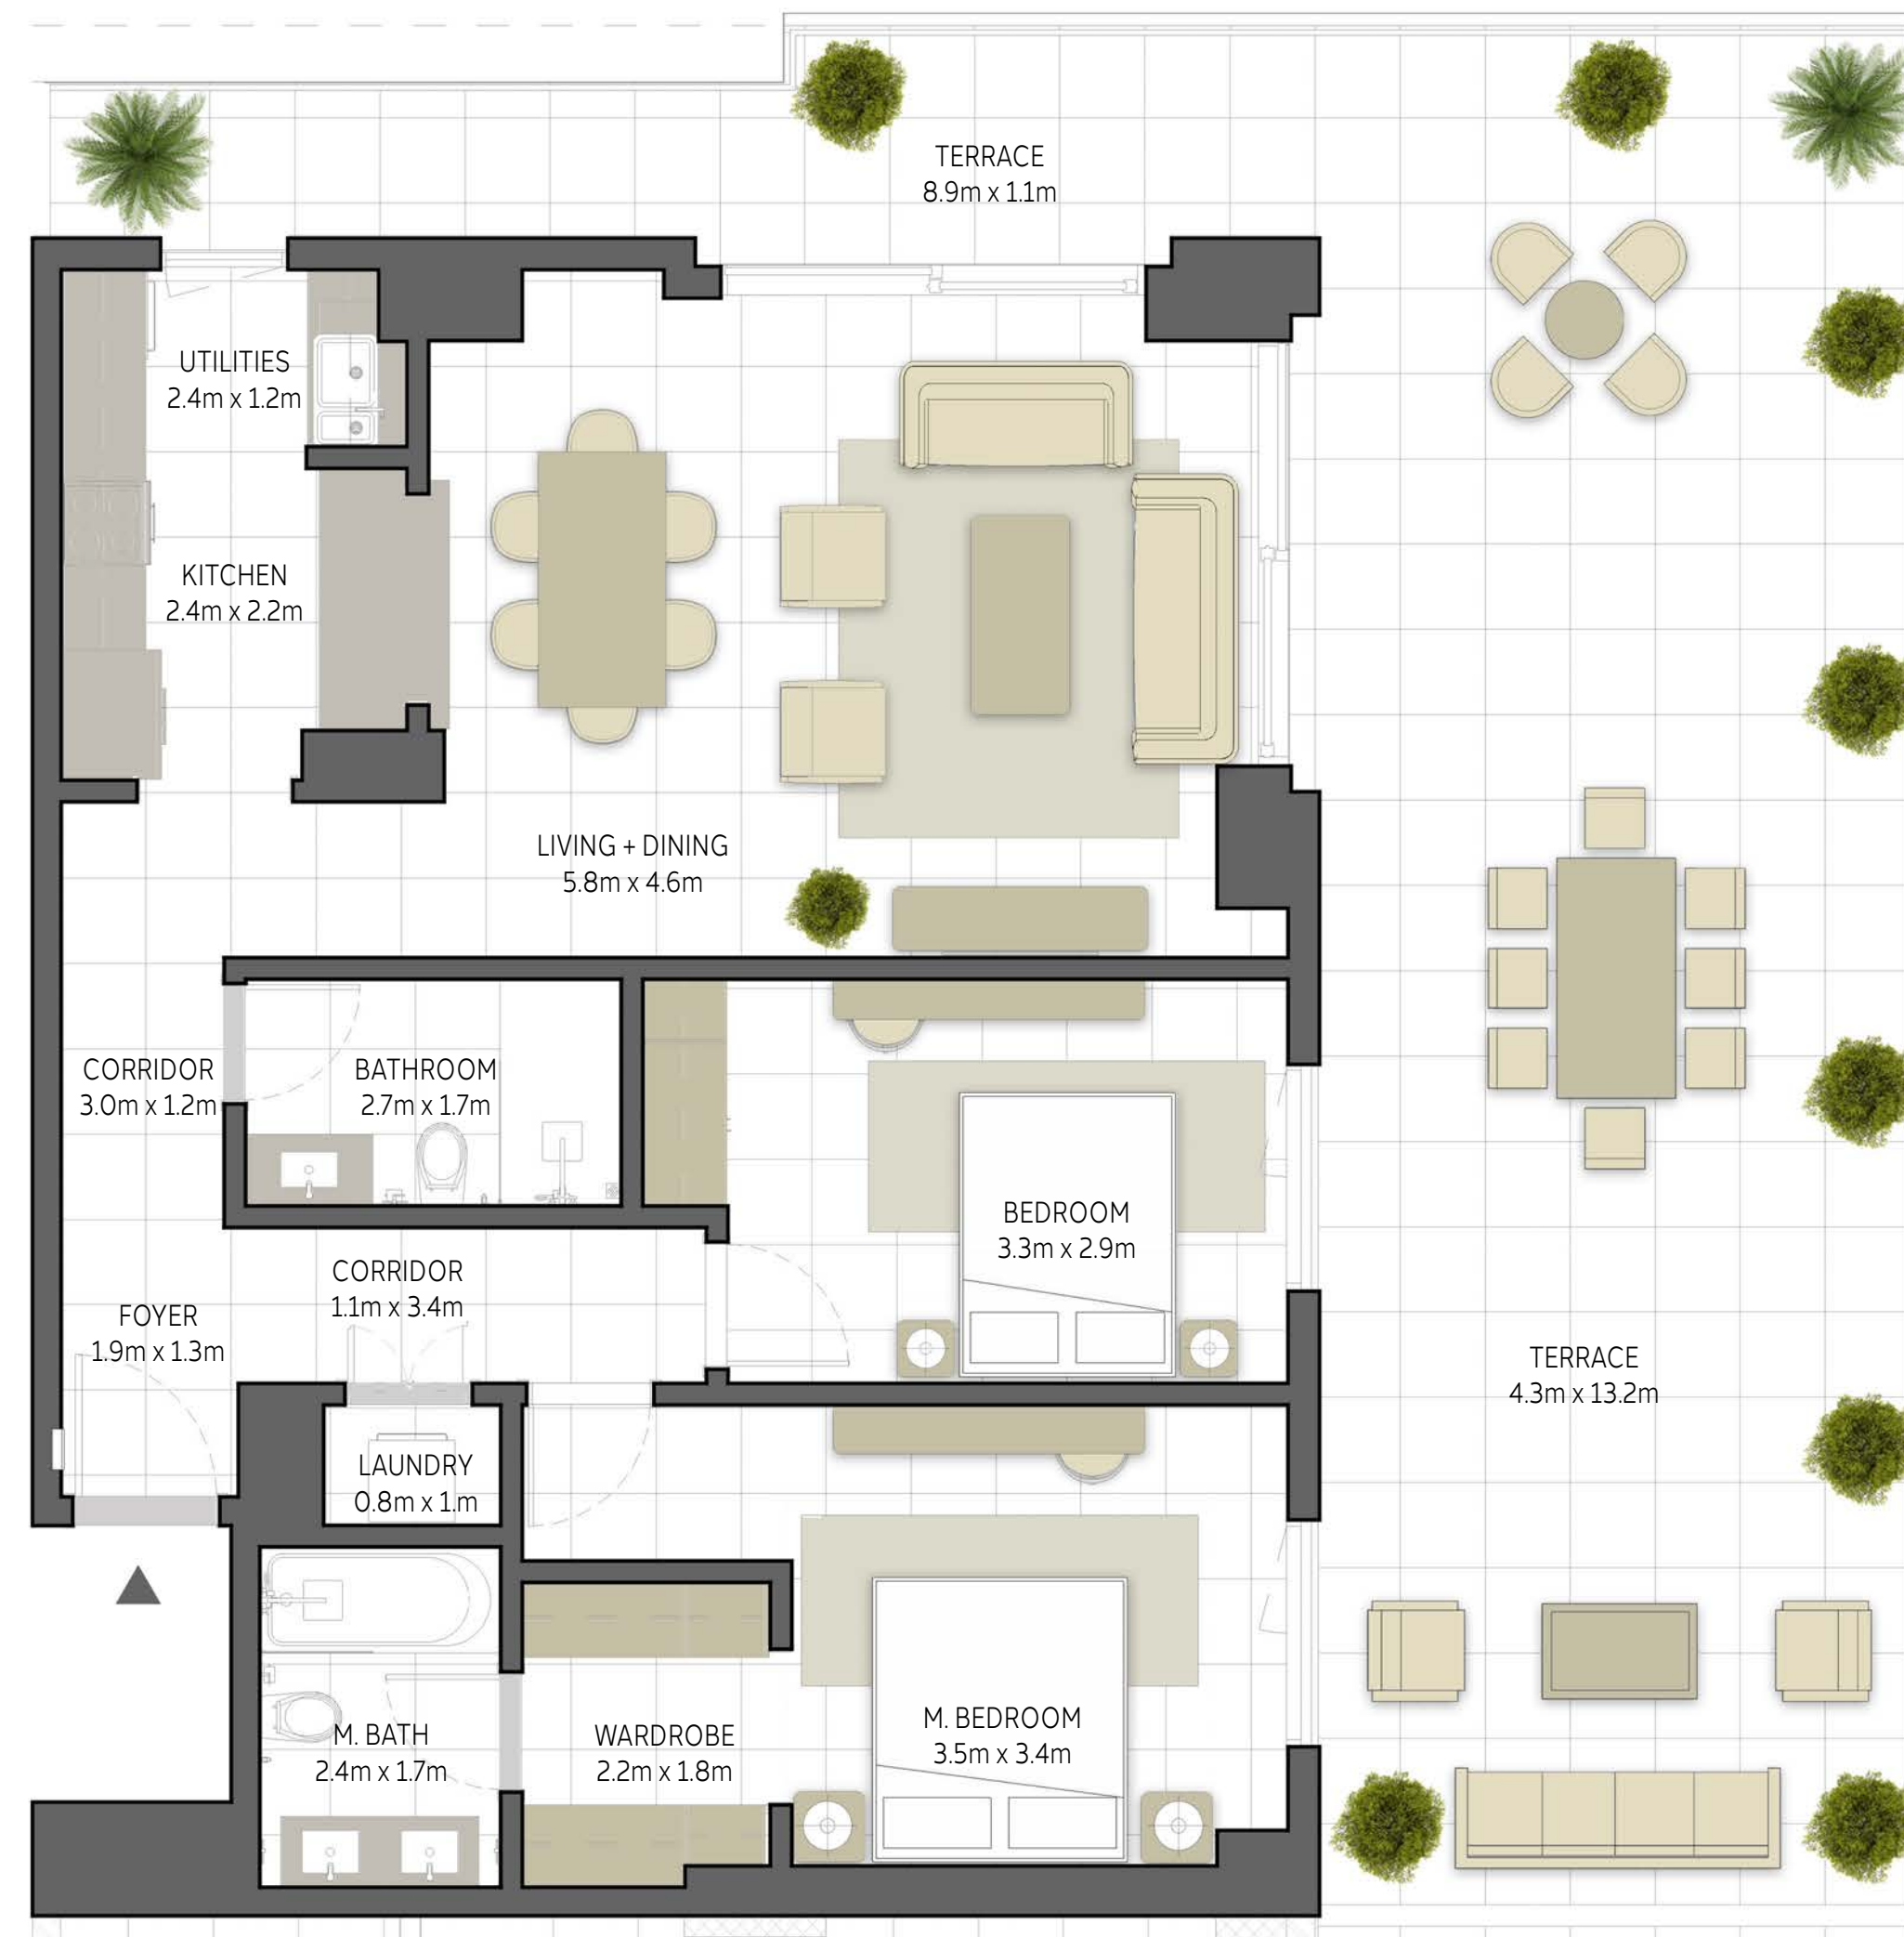 TERRACE
8.9m x 1.1m
UTILITIES
2.4m x 1.2m
KITCHEN
2.4m x 2.2m
LIVING + DINING
5.8m x 4.6m
CORRIDOR
3.0m x 1.2m
BATHROOM
2.7m x 1.7m
BEDROOM
3.3m x 2.9m
CORRIDOR
1.1m x 3.4m
FOYER
1.9m x 1.3m
TERRACE
4.3m x 13.2m
LAUNDRY
0.8m x 1.m
M. BATH
2.4m x 1.7m
WARDROBE
2.2m x 1.8m
M. BEDROOM
3.5m x 3.4m